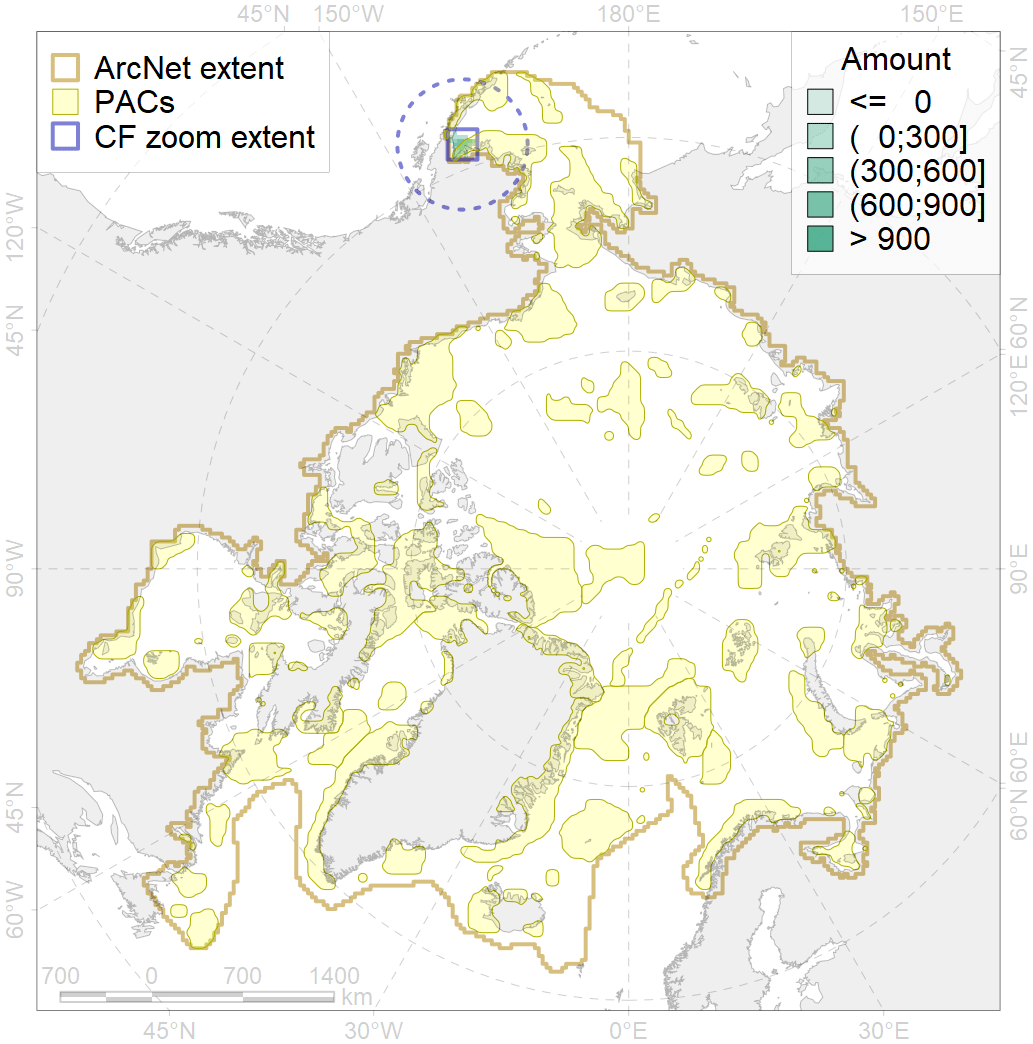 45°N 150°W 180°E 150°E
ArcNet extent
PACs
CF zoom extent
Amount
<= 0
( 0;300]
(300;600]
(600;900]
> 900
45°N
120°W
60°N
45°N
120°E
90°W
90°E
60°E
45°N
60°N
60°W
700 0 700 1400
km
45°W 30°W 0°E 30°E